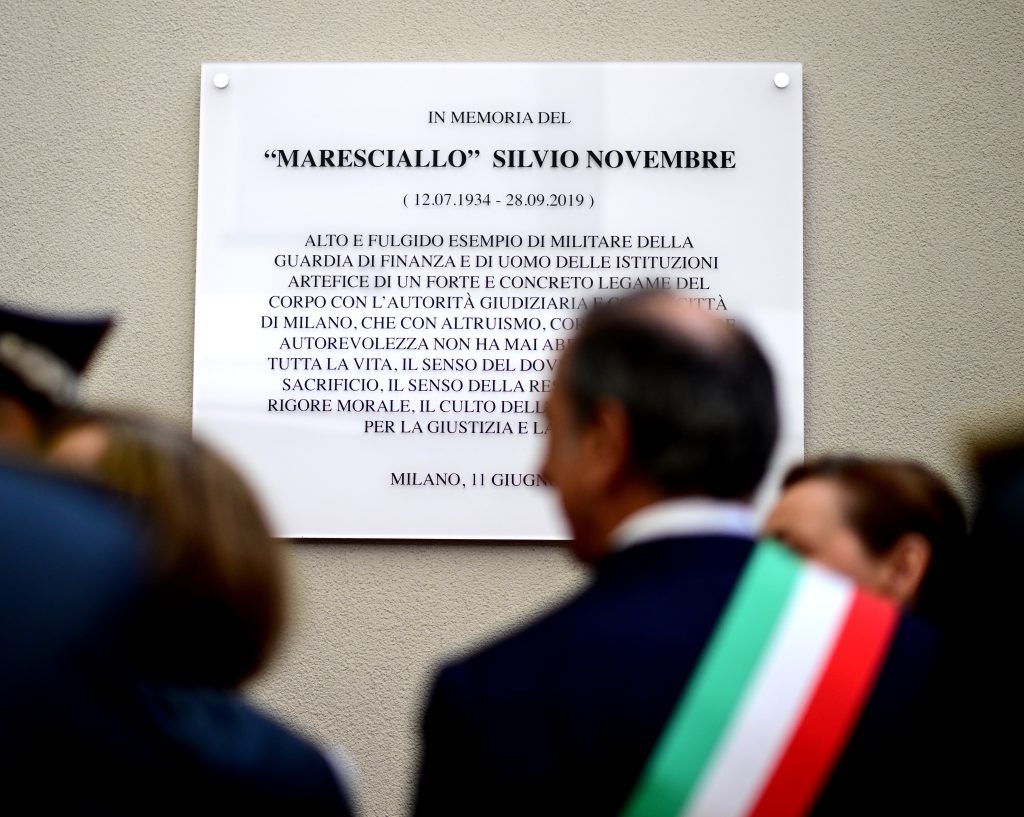 IN MEMORIA DEL
“MARESCIALLO” SILVIO NOVEMBRE
( 12.07.1934 - 28.09.2019 )
ALTO E FULGIDO ESEMPIO DI MILITARE DELLA
GUARDIA DI FINANZA E DI UOMO DELLE ISTITUZIONI
ARTEFICE DI UN FORTE E CONCRETO LEGAME DEL
CORPO CON L’AUTORITÀ GIUDIZIARIA E CITTÀ
DI MILANO, CHE CON ALTRUISMO,
AUTOREVOLEZZA NON HA MAI
TUTTA LA VITA, IL SENSO DEL
SACRIFICIO, IL SENSO DELLA
RIGORE MORALE, IL CULTO
PER LA GIUSTIZIA E
MILANO, 11